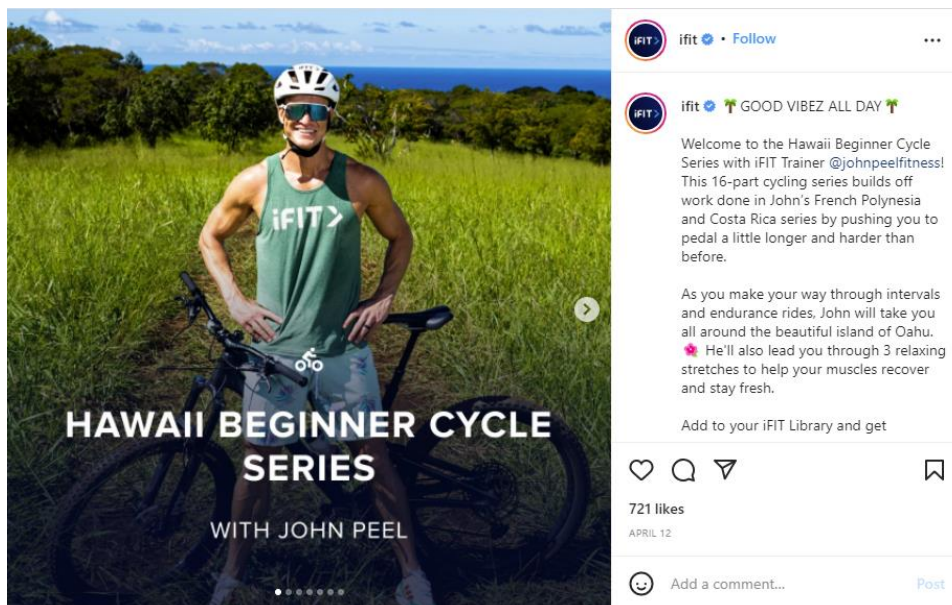 iFIT
HAWAII BEGINNER CYCLE
SERIES
WITH JOHN PEEL
iFIT
ifit • Follow
iFIT
ifit 🌴GOOD VIBEZ ALL DAY🌴
Welcome to the Hawaii Beginner Cycle
Series with iFIT Trainer @johnpeelfitness!
This 16-part cycling series builds off
work done in John's French Polynesia
and Costa Rica series by pushing you to
pedal a little longer and harder than
before.
As you make your way through intervals
and endurance rides, John will take you
all around the beautiful island of Oahu.
🌺 He'll also lead you through 3 relaxing
stretches to help your muscles recover
and stay fresh.
Add to your iFIT Library and get
721 likes
APRIL 12
Add a comment...
Post